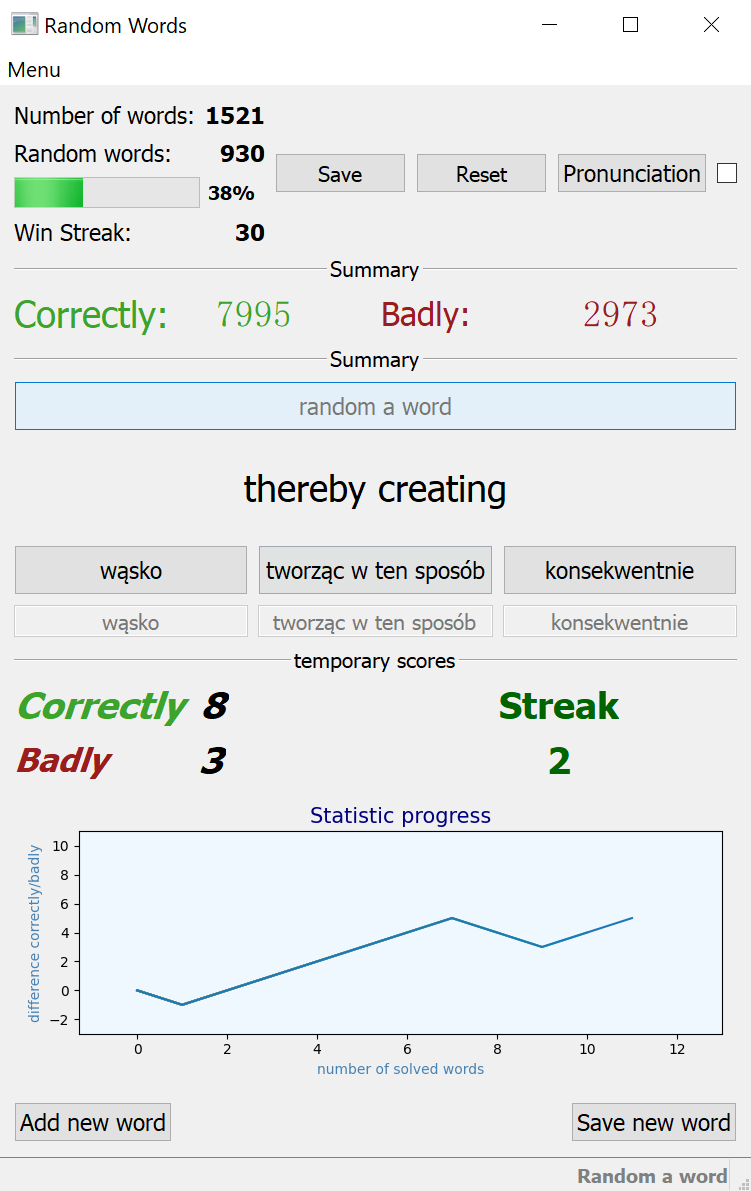 Random Words
Menu
Number of words: 1521
Random words: 930
Save Reset Pronunciation
38%
Win Streak: 30
Summary
Correctly: 7995 Badly: 2973
Summary
random a word
thereby creating
wąsko tworząc w ten sposób konsekwentnie
wąsko tworząc w ten sposób konsekwentnie
temporary scores
Correctly 8 Streak
Badly 3 2
Statistic progress
difference correctly/badly
10
8
6
4
2
0
−2
0 2 4 6 8 10 12
number of solved words
Add new word Save new word
Random a word